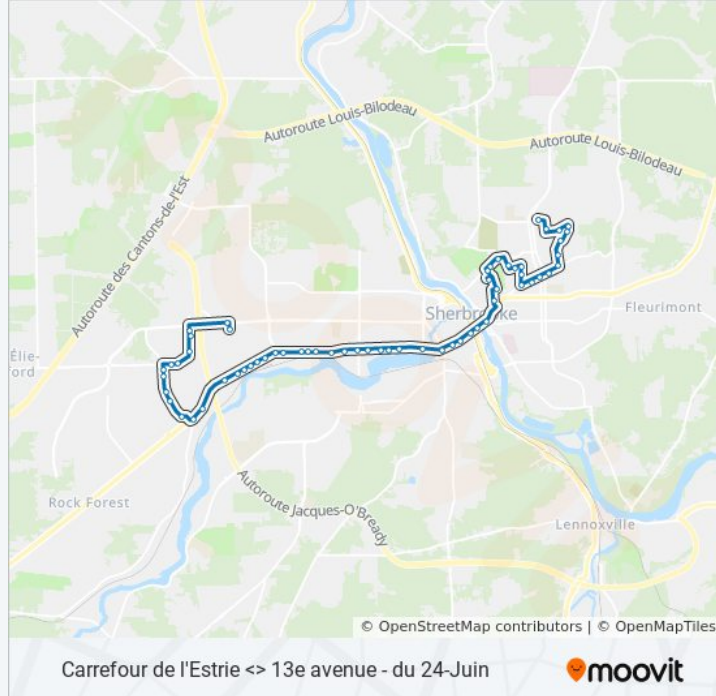 Autoroute Louis-Bilodeau
Autoroute Louis-Bilodeau
Autoroute des Cantons-de-l'Est
Sherbrooke
Fleurimont
Élie-
ford
Rock Forest
Autoroute Jacques-O'Bready
Lennoxville
© OpenStreetMap contributors | © OpenMapTiles
Carrefour de l'Estrie <> 13e avenue - du 24-Juin
moovit